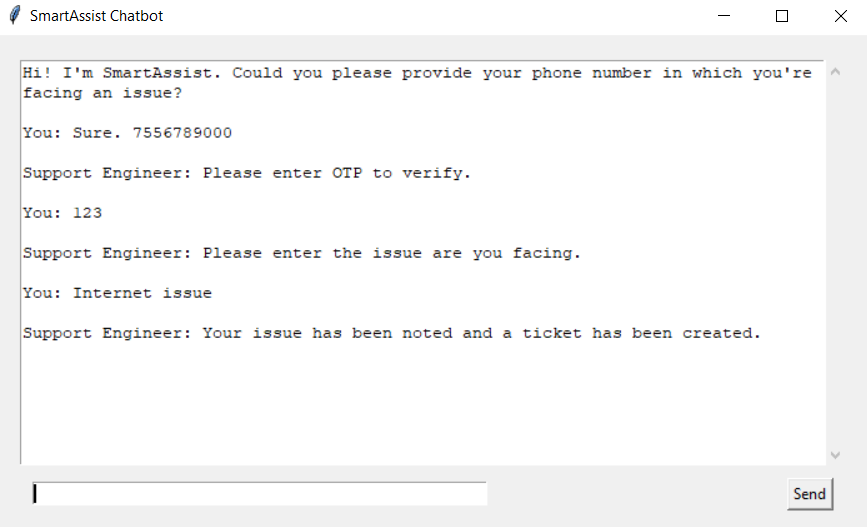 SmartAssist Chatbot
Hi! I'm SmartAssist. Could you please provide your phone number in which you're
facing an issue?
You: Sure. 7556789000
Support Engineer: Please enter OTP to verify.
You: 123
Support Engineer: Please enter the issue are you facing.
You: Internet issue
Support Engineer: Your issue has been noted and a ticket has been created.
Send